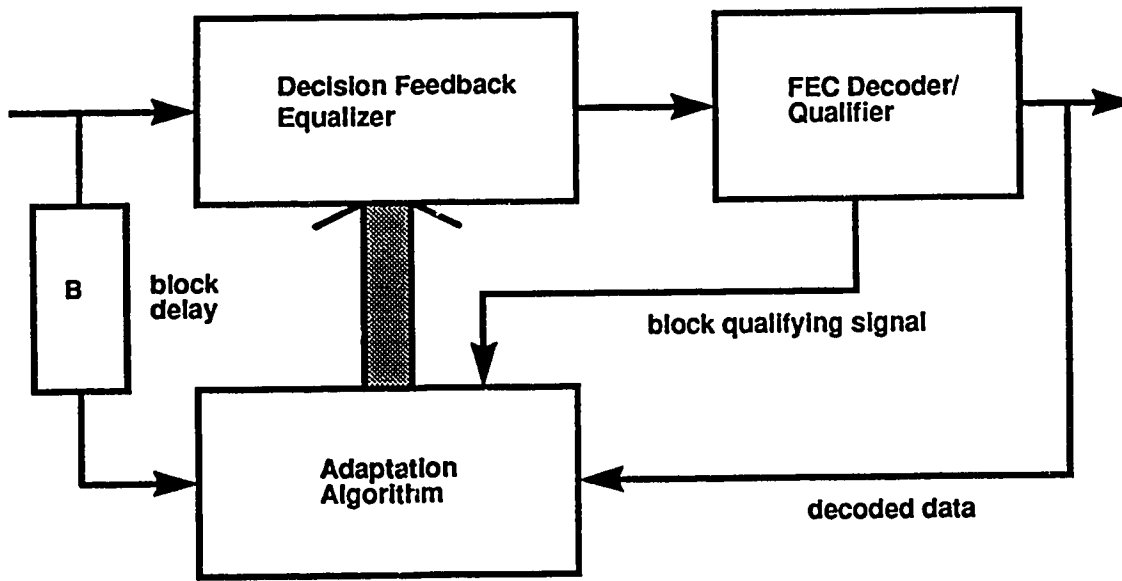 Decision Feedback
Equalizer
FEC Decoder/
Qualifier
B
block
delay
block qualifying signal
Adaptation
Algorithm
decoded data